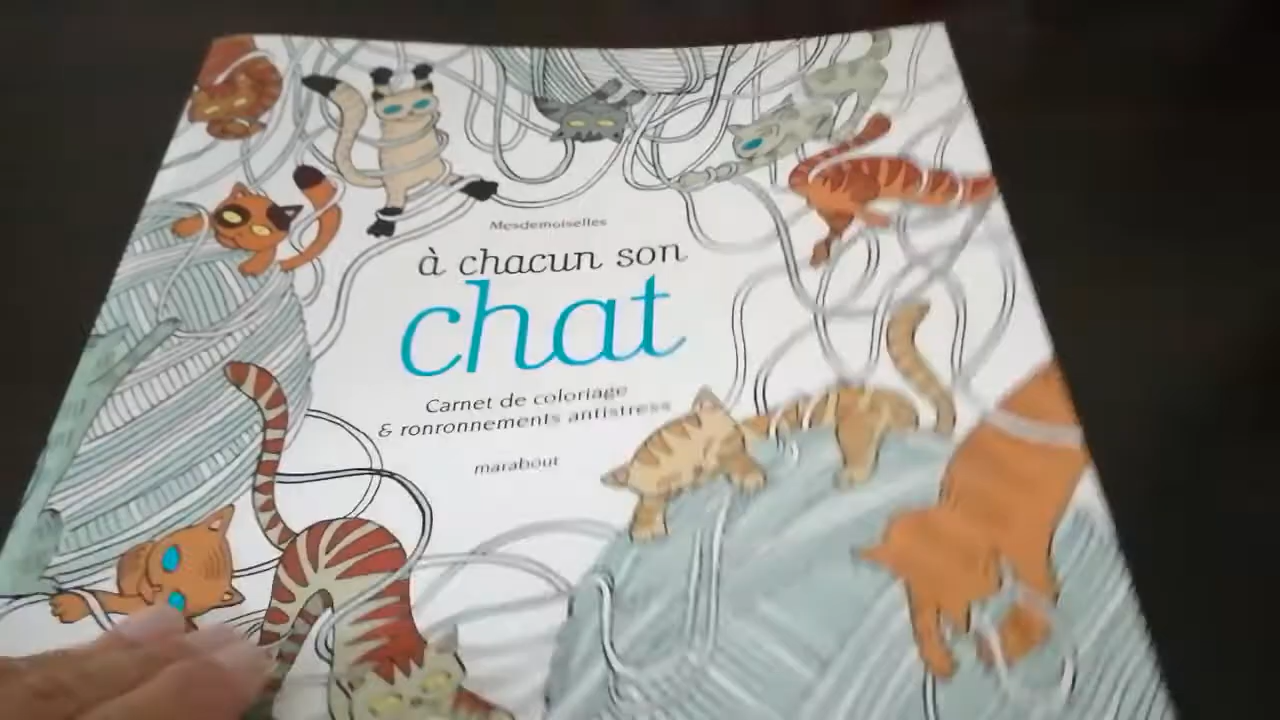 Mesdemoiselles
à chacun son
chat
Carnet de coloriage
& ronronnements antistress
marabout